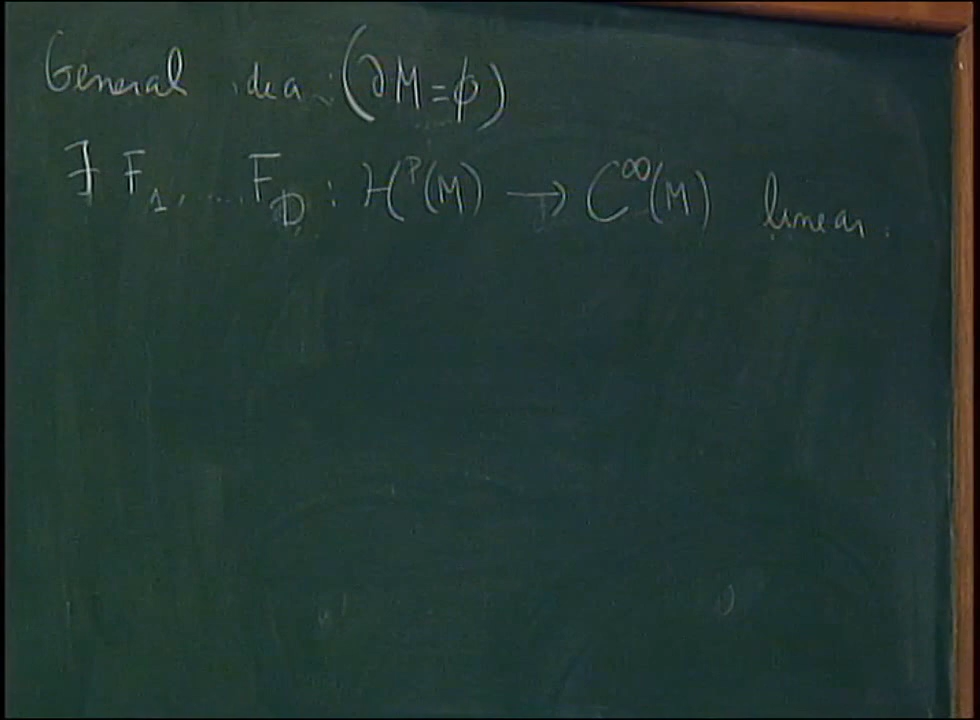 General idea: (∂M=φ)
∃ F₁, .... F_D : H^p(M) → C^∞(M) linear.